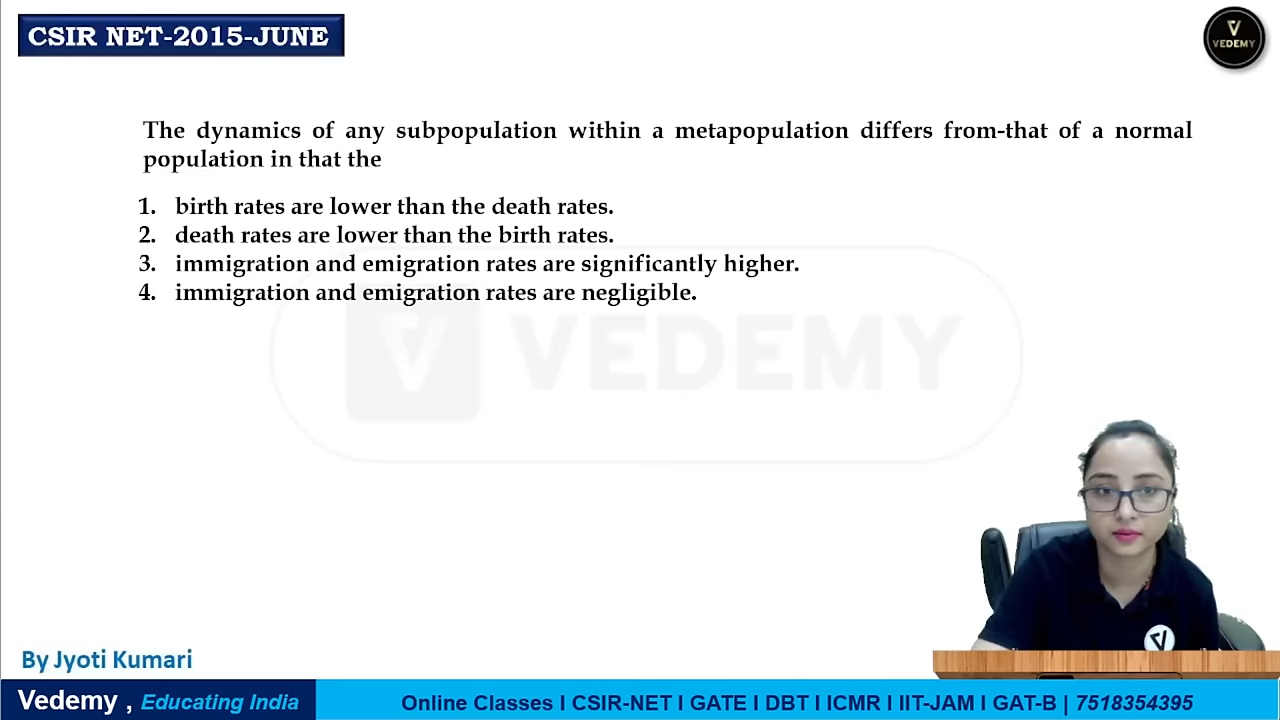 CSIR NET-2015-JUNE
V
VEDEMY
The dynamics of any subpopulation within a metapopulation differs from-that of a normal
population in that the
1. birth rates are lower than the death rates.
2. death rates are lower than the birth rates.
3. immigration and emigration rates are significantly higher.
4. immigration and emigration rates are negligible.
VEDEMY
By Jyoti Kumari
Vedemy , Educating India
Online Classes I CSIR-NET I GATE I DBT I ICMR I IIT-JAM I GAT-B | 7518354395